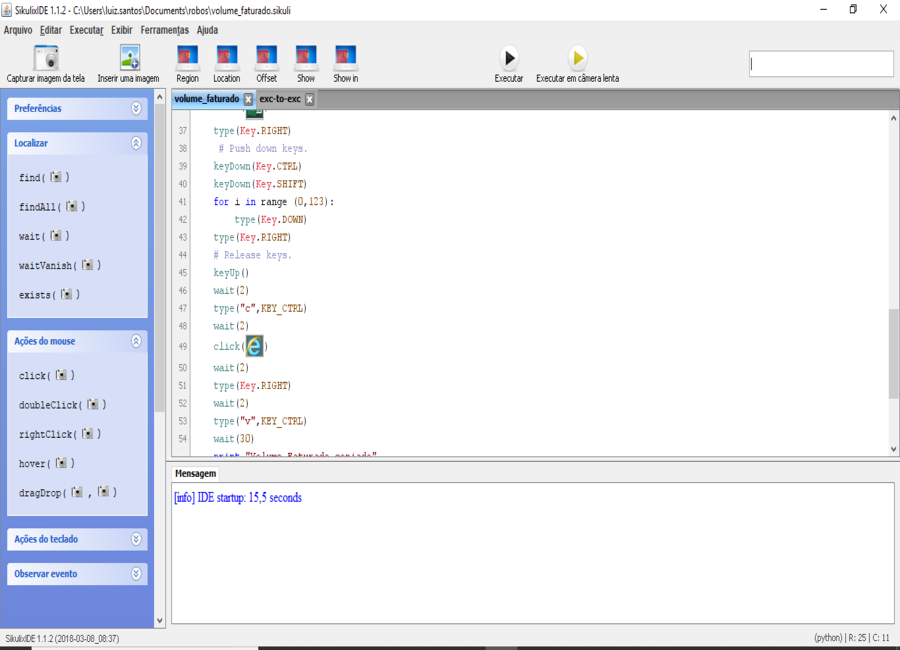 SikulixIDE 1.1.2 - C:\Users\luiz.santos\Documents\robos\volume_faturado.sikuli
Arquivo Editar Executar Exibir Ferramentas Ajuda
Capturar imagem da tela Inserir uma imagem Region Location Offset Show Show in Executar Executar em câmera lenta
volume_faturado exc-to-exc
Preferências
Localizar
find( )
findAll( )
wait( )
waitVanish( )
exists( )
Ações do mouse
click( )
doubleClick( )
rightClick( )
hover( )
dragDrop( , )
Ações do teclado
Observar evento
37 type(Key.RIGHT)
38 # Push down keys.
39 keyDown(Key.CTRL)
40 keyDown(Key.SHIFT)
41 for i in range (0,123):
42 type(Key.DOWN)
43 type(Key.RIGHT)
44 # Release keys.
45 keyUp()
46 wait(2)
47 type("c",KEY_CTRL)
48 wait(2)
49 click( )
50 wait(2)
51 type(Key.RIGHT)
52 wait(2)
53 type("v",KEY_CTRL)
54 wait(30)
print "Volume Faturado copiado"
Mensagem
[info] IDE startup: 15,5 seconds
SikulixIDE 1.1.2 (2018-03-08_08:37) (python) | R: 25 | C: 11